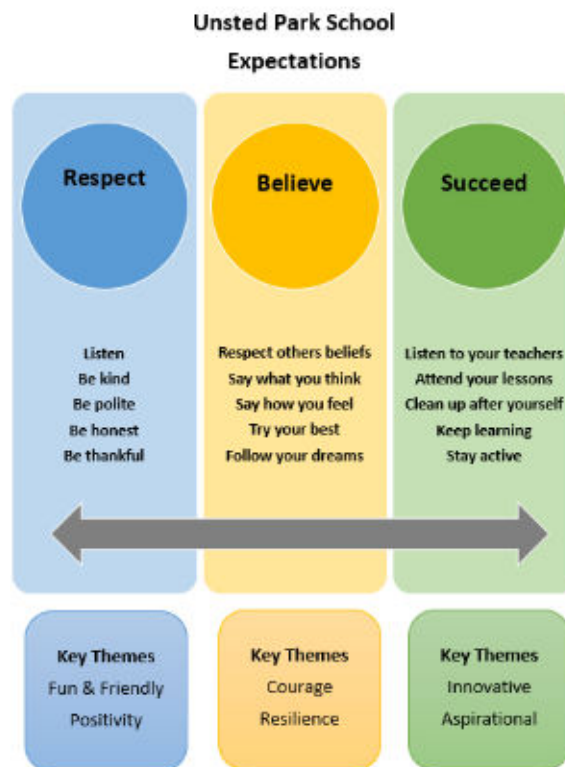 Unsted Park School
Expectations
Respect
Listen
Be kind
Be polite
Be honest
Be thankful
Believe
Respect others beliefs
Say what you think
Say how you feel
Try your best
Follow your dreams
Succeed
Listen to your teachers
Attend your lessons
Clean up after yourself
Keep learning
Stay active
Key Themes
Fun & Friendly
Positivity
Key Themes
Courage
Resilience
Key Themes
Innovative
Aspirational